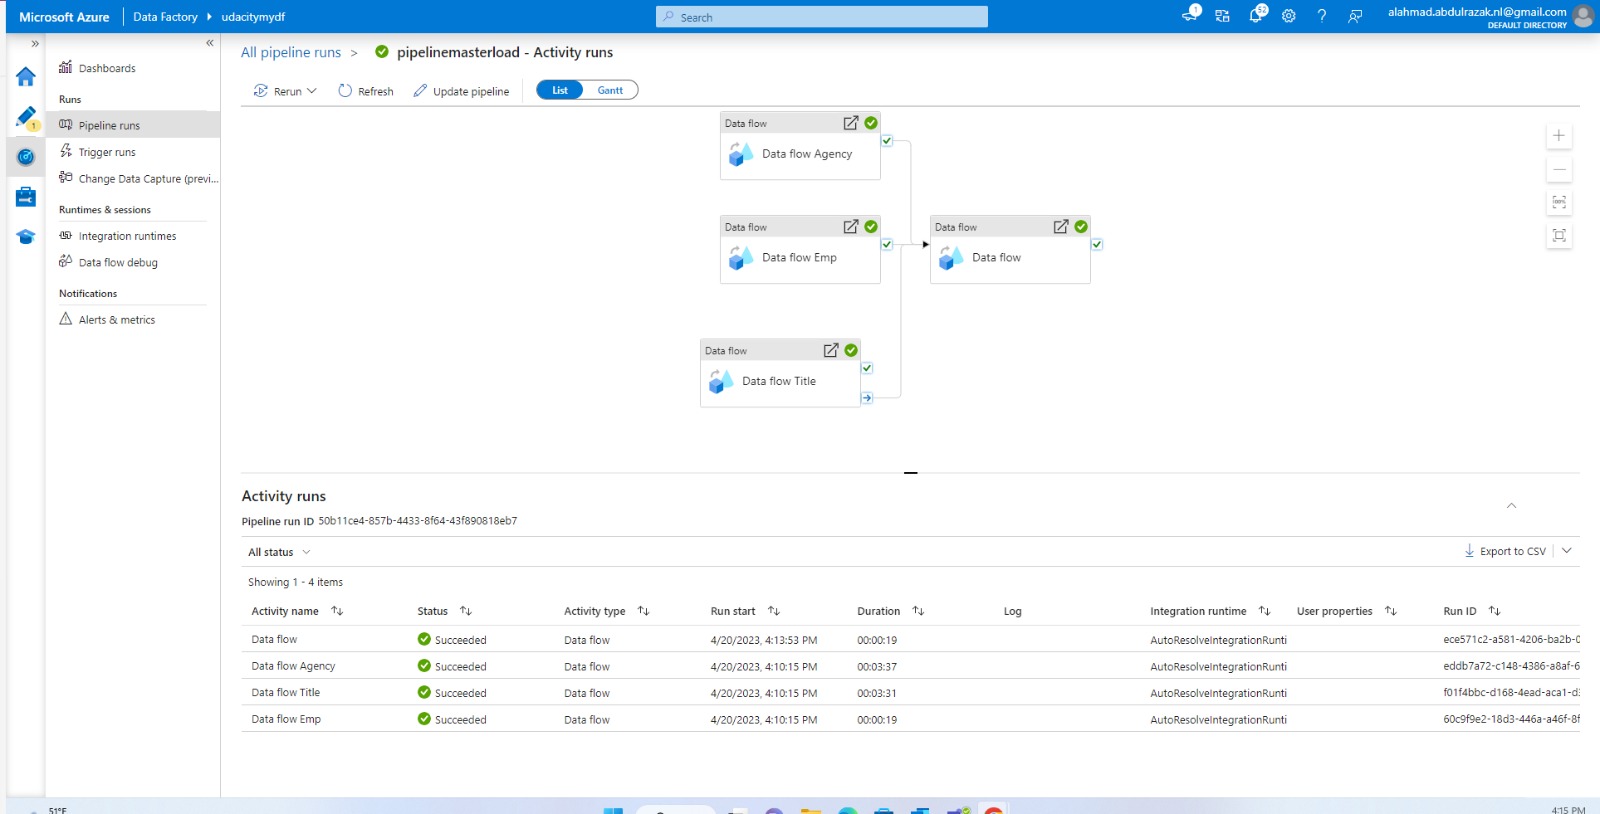 Microsoft Azure Data Factory udacitymydf Search 1 52 alahmad.abdulrazak.nl@gmail.com
DEFAULT DIRECTORY
All pipeline runs > pipelinemasterload - Activity runs
Dashboards
Rerun Refresh Update pipeline List Gantt
Runs
Pipeline runs
1
Trigger runs
Change Data Capture (previ...
Runtimes & sessions
Integration runtimes
Data flow debug
Notifications
Alerts & metrics
Data flow
Data flow Agency
Data flow
Data flow Emp
Data flow
Data flow
Data flow
Data flow Title
Activity runs
Pipeline run ID 50b11ce4-857b-4433-8f64-43f890818eb7
All status Export to CSV
Showing 1 - 4 items
Activity name Status Activity type Run start Duration Log Integration runtime User properties Run ID
Data flow Succeeded Data flow 4/20/2023, 4:13:53 PM 00:00:19 AutoResolveIntegrationRunti ece571c2-a581-4206-ba2b-0
Data flow Agency Succeeded Data flow 4/20/2023, 4:10:15 PM 00:03:37 AutoResolveIntegrationRunti eddb7a72-c148-4386-a8af-6
Data flow Title Succeeded Data flow 4/20/2023, 4:10:15 PM 00:03:31 AutoResolveIntegrationRunti f01f4bbc-d168-4ead-aca1-d3
Data flow Emp Succeeded Data flow 4/20/2023, 4:10:15 PM 00:00:19 AutoResolveIntegrationRunti 60c9f9e2-18d3-446a-a46f-8f
51°F 4:15 PM